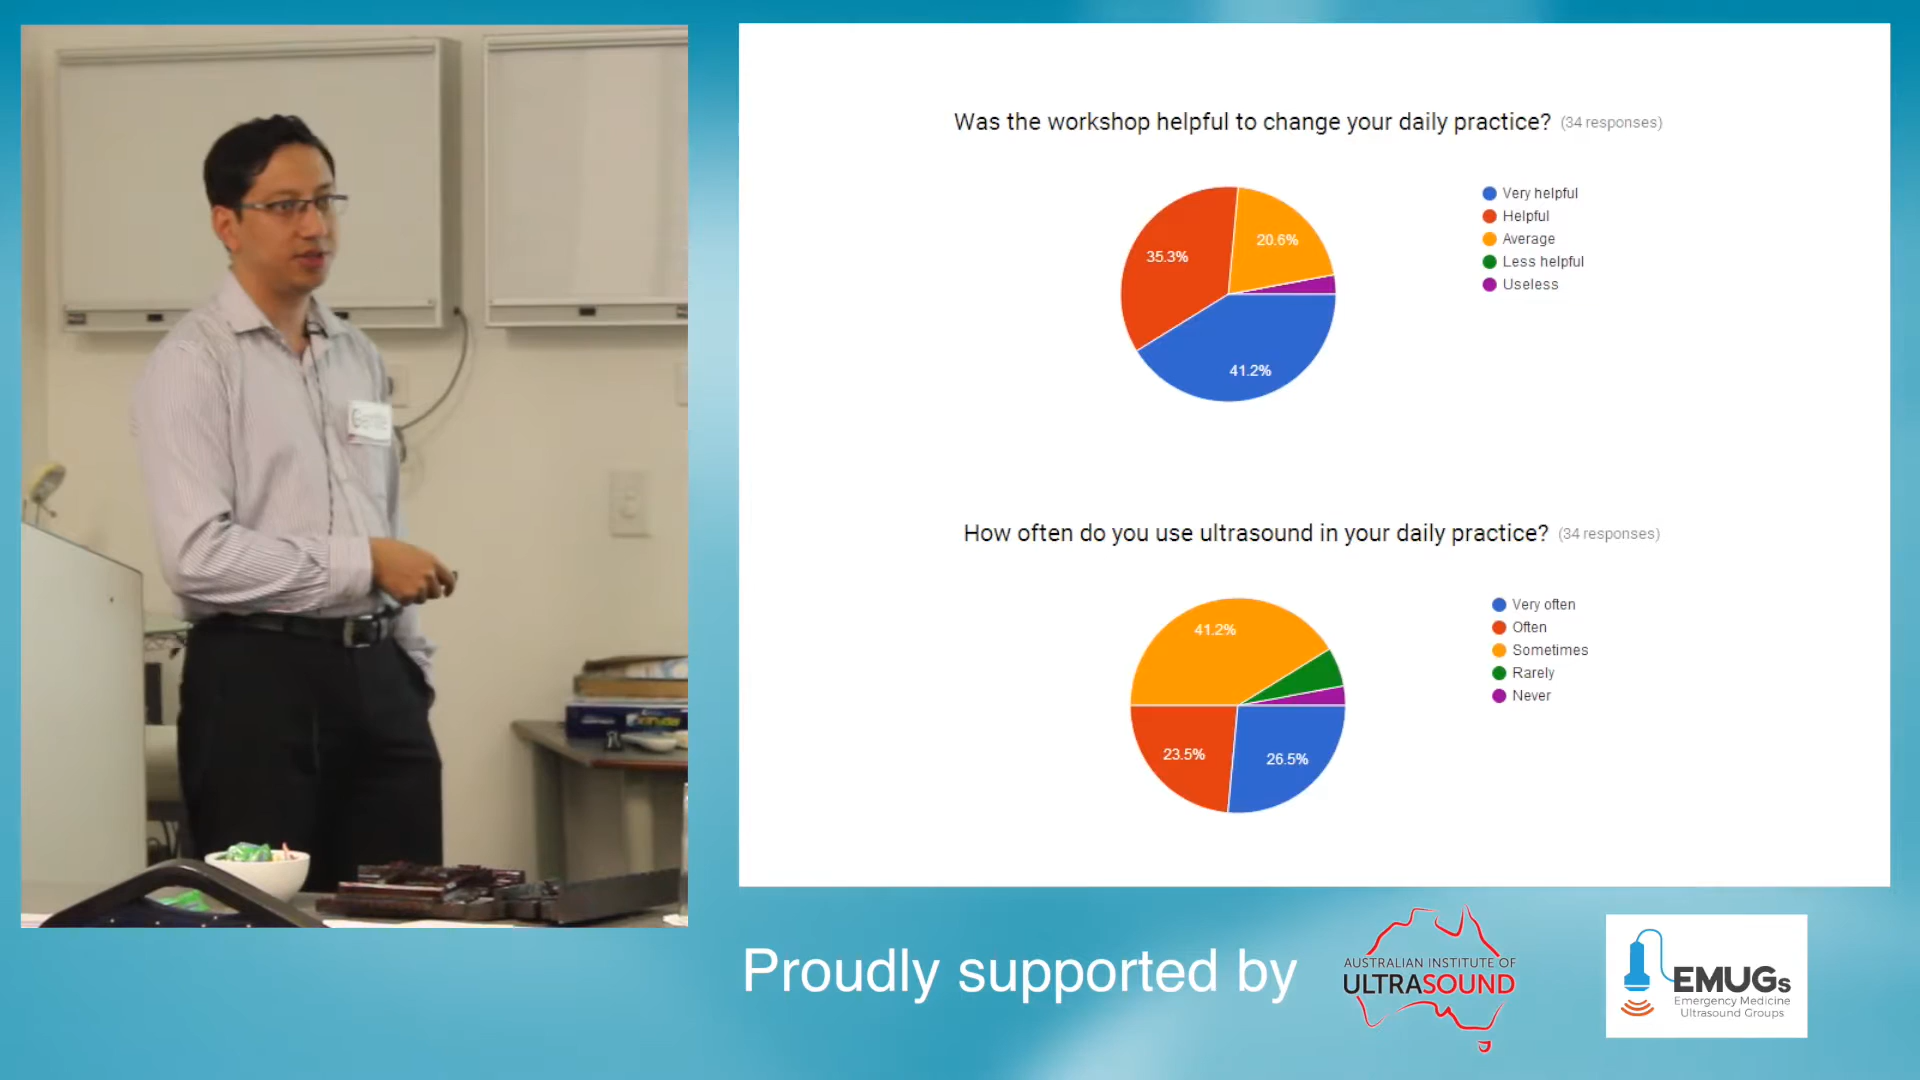 Was the workshop helpful to change your daily practice? (34 responses)
35.3%
20.6%
41.2%
Very helpful
Helpful
Average
Less helpful
Useless
How often do you use ultrasound in your daily practice? (34 responses)
41.2%
23.5%
26.5%
Very often
Often
Sometimes
Rarely
Never
Proudly supported by
AUSTRALIAN INSTITUTE OF
ULTRASOUND
EMUGs
Emergency Medicine
Ultrasound Groups